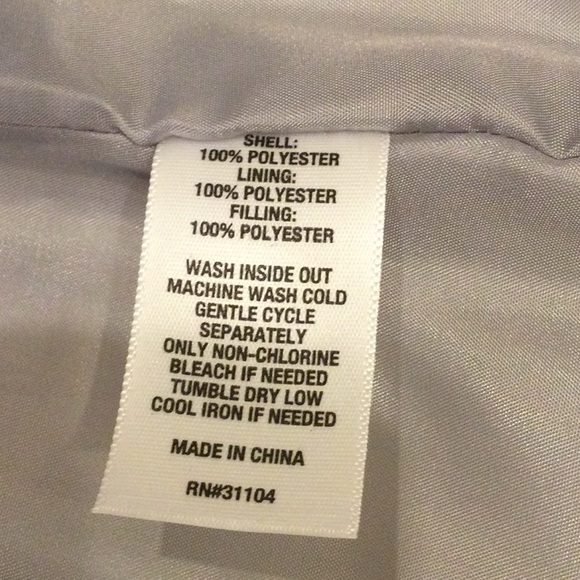 SHELL:
100% POLYESTER
LINING:
100% POLYESTER
FILLING:
100% POLYESTER
WASH INSIDE OUT
MACHINE WASH COLD
GENTLE CYCLE
SEPARATELY
ONLY NON-CHLORINE
BLEACH IF NEEDED
TUMBLE DRY LOW
COOL IRON IF NEEDED
MADE IN CHINA
RN#31104